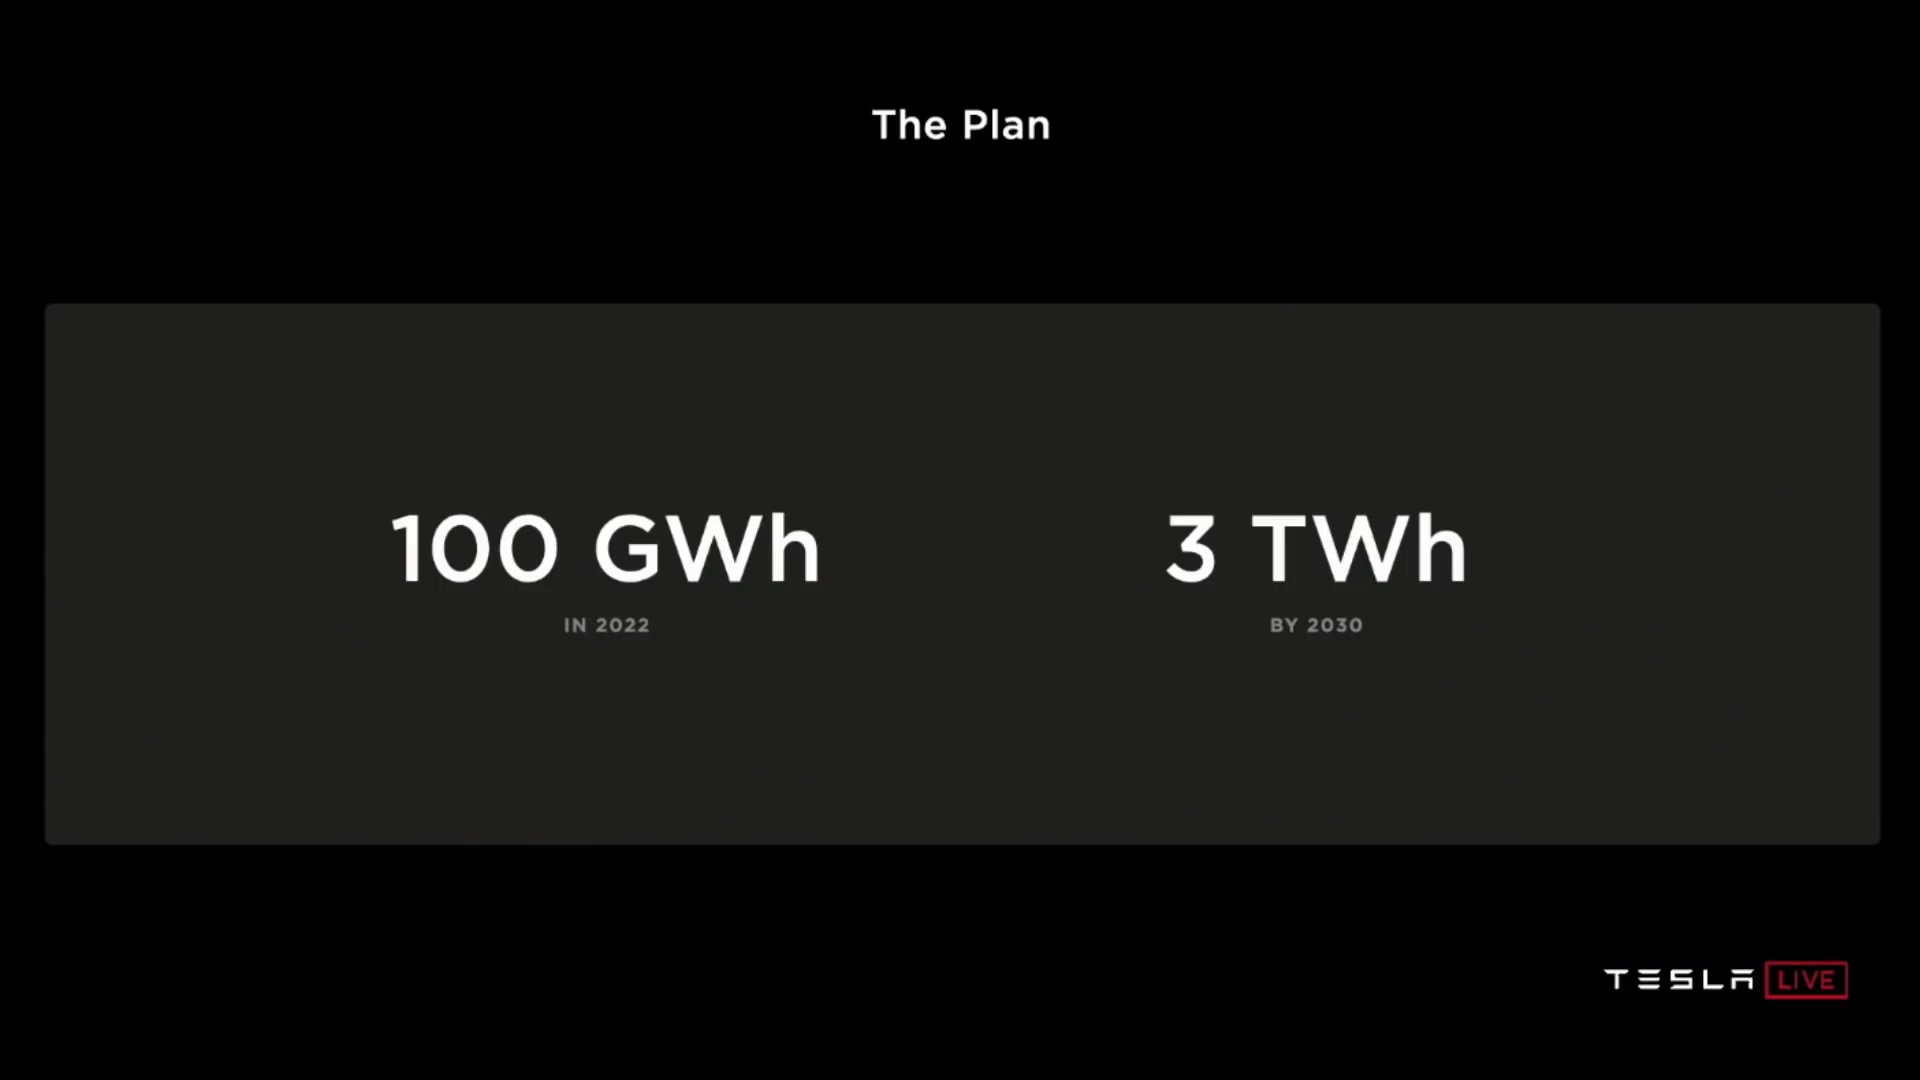 The Plan
100 GWh
IN 2022
3 TWh
BY 2030
TESLA LIVE